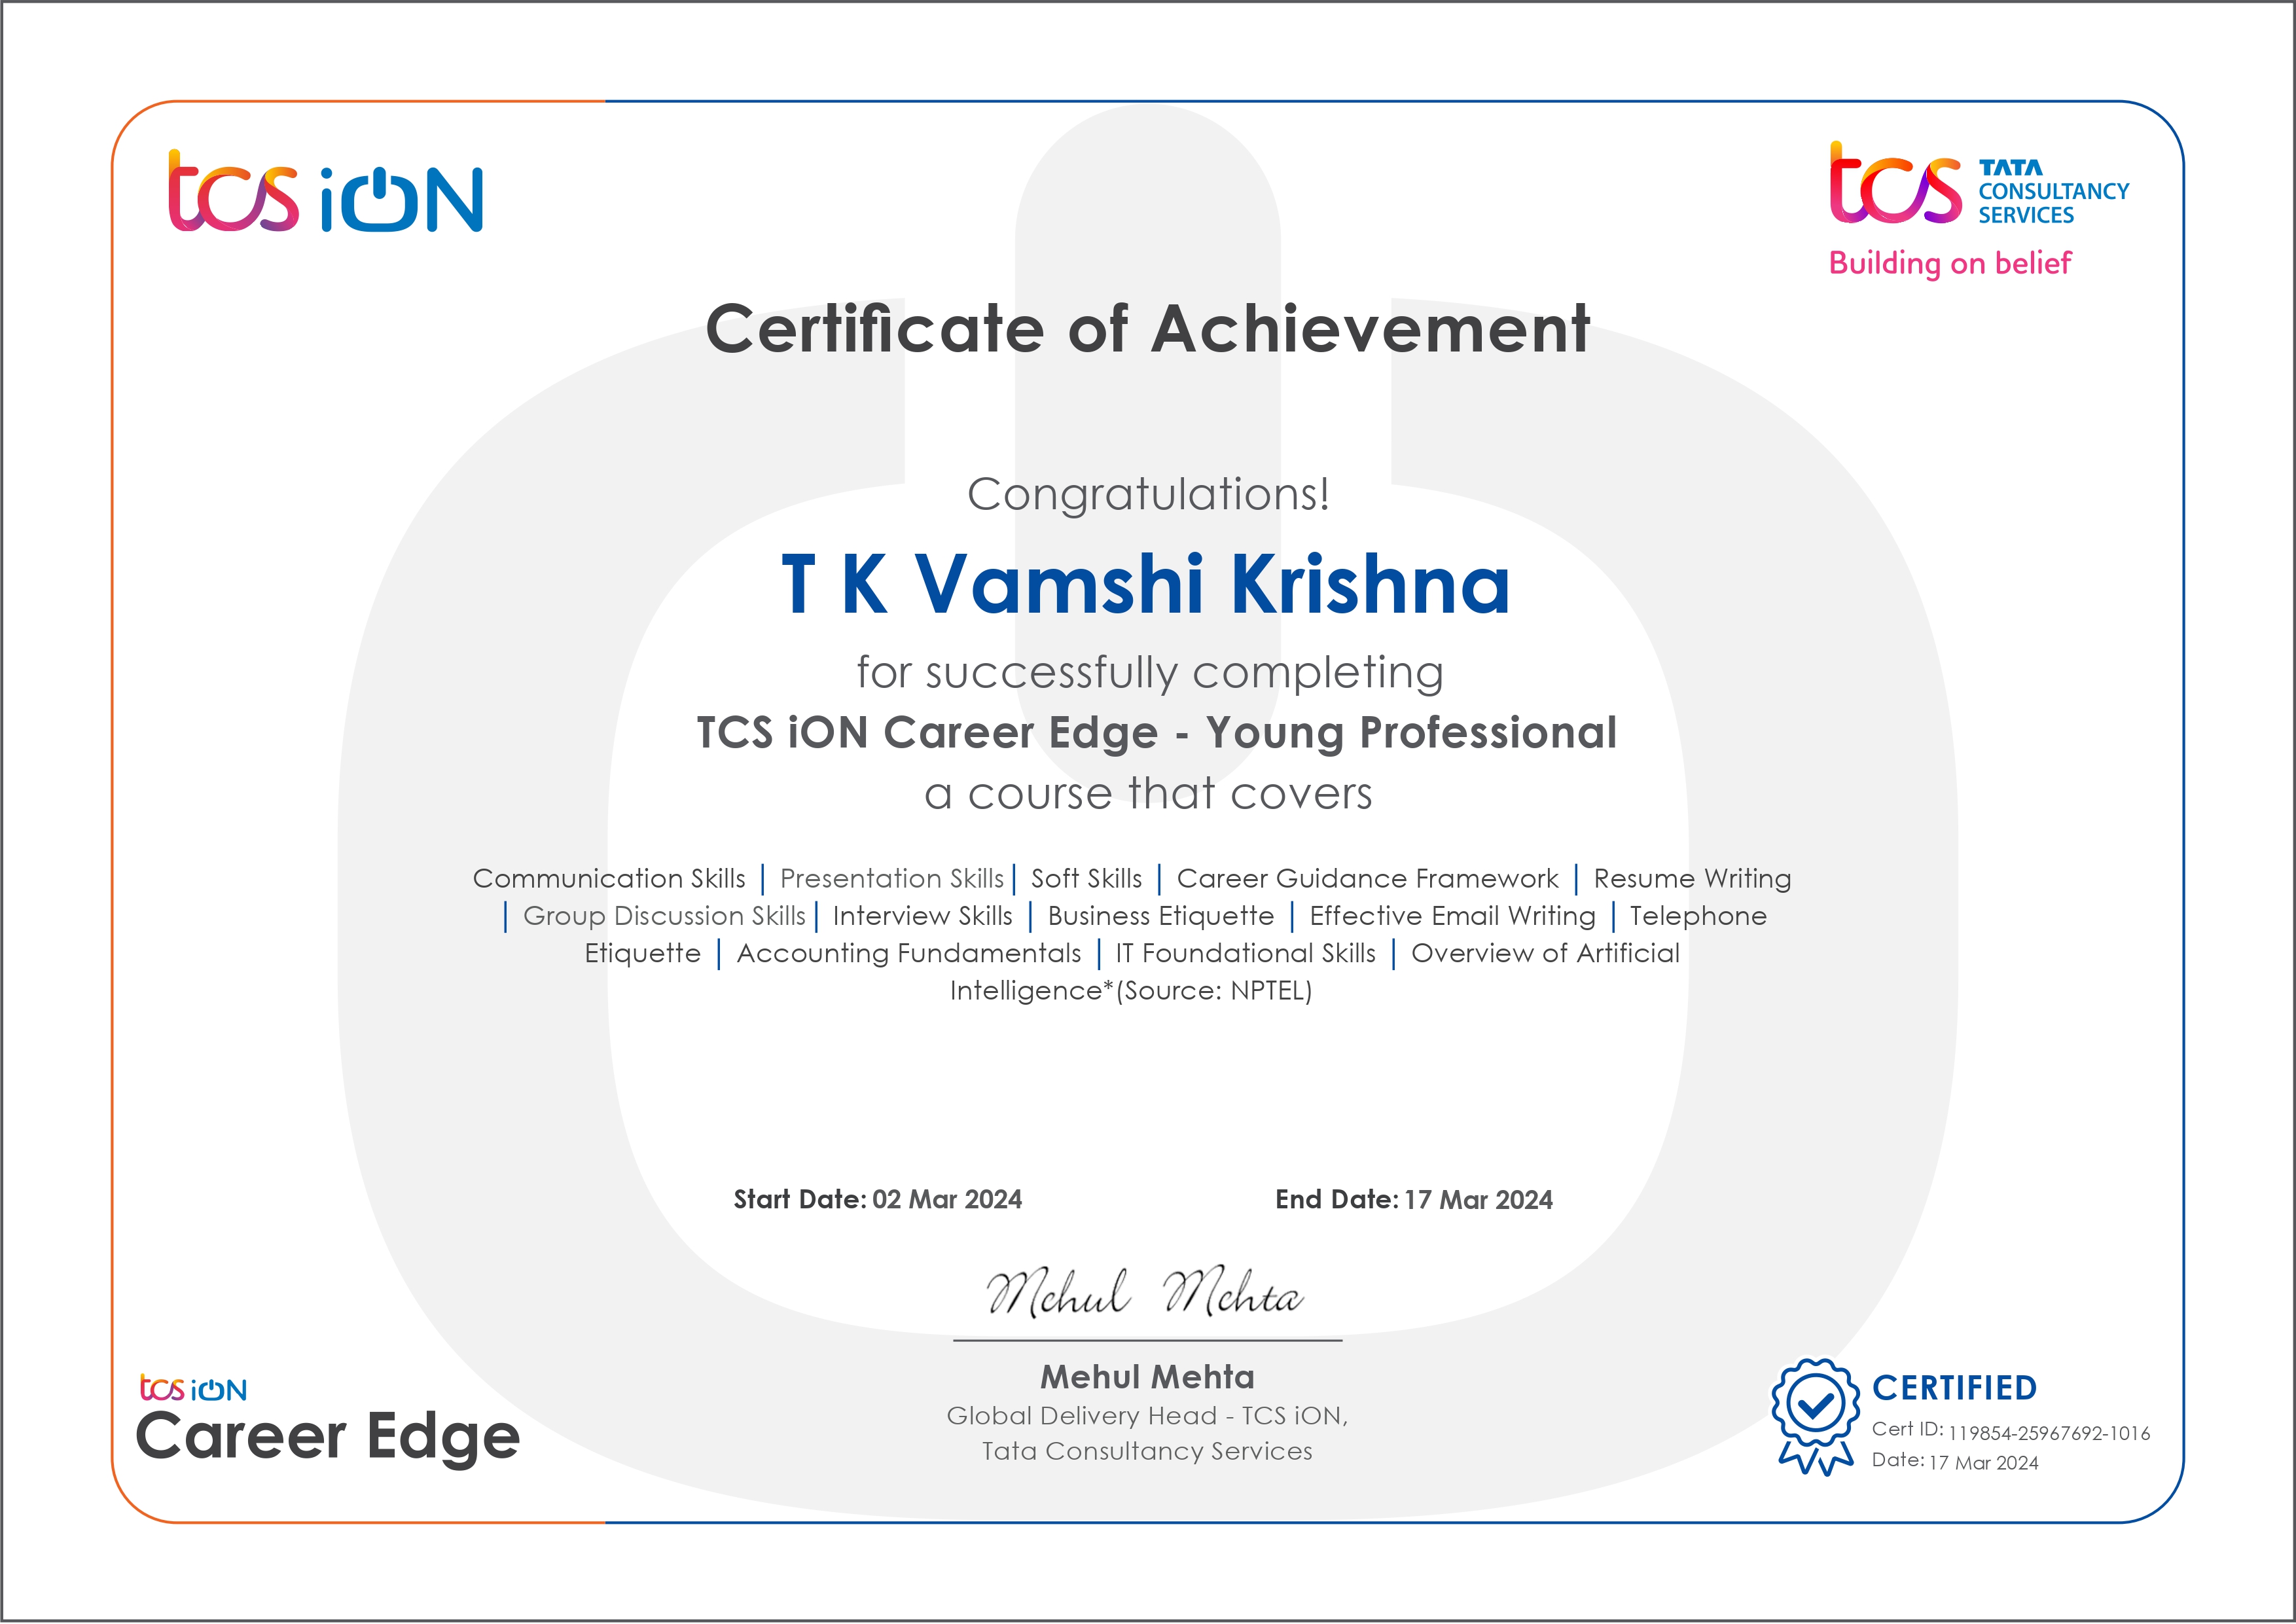 tcs iON
tcs TATA
CONSULTANCY
SERVICES
Building on belief
Certificate of Achievement
Congratulations!
T K Vamshi Krishna
for successfully completing
TCS iON Career Edge - Young Professional
a course that covers
Communication Skills | Presentation Skills | Soft Skills | Career Guidance Framework | Resume Writing
| Group Discussion Skills | Interview Skills | Business Etiquette | Effective Email Writing | Telephone
Etiquette | Accounting Fundamentals | IT Foundational Skills | Overview of Artificial
Intelligence*(Source: NPTEL)
Start Date: 02 Mar 2024 End Date: 17 Mar 2024
Mehul Mehta
Mehul Mehta
Global Delivery Head - TCS iON,
Tata Consultancy Services
tcs iON
Career Edge
CERTIFIED
Cert ID: 119854-25967692-1016
Date: 17 Mar 2024